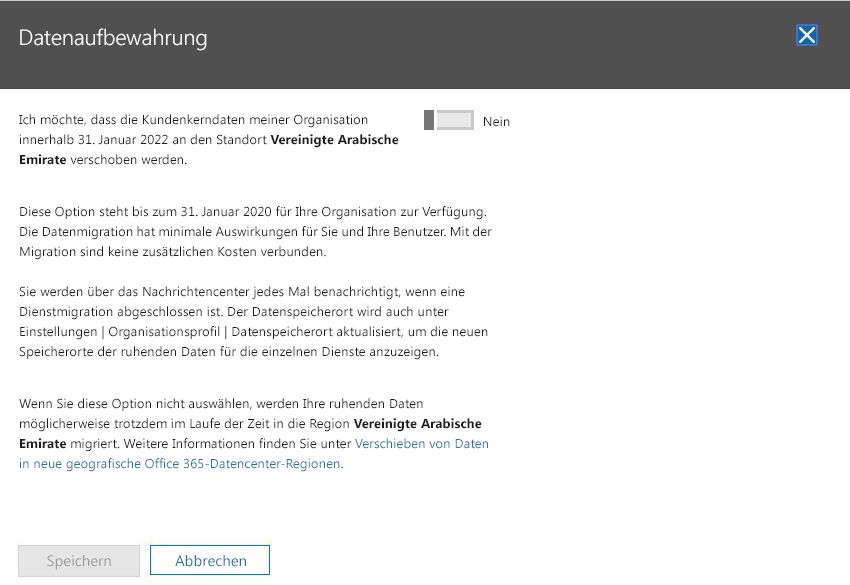 Datenaufbewahrung
Ich möchte, dass die Kundenkerndaten meiner Organisation
innerhalb 31. Januar 2022 an den Standort Vereinigte Arabische
Emirate verschoben werden.
Nein
Diese Option steht bis zum 31. Januar 2020 für Ihre Organisation zur Verfügung.
Die Datenmigration hat minimale Auswirkungen für Sie und Ihre Benutzer. Mit der
Migration sind keine zusätzlichen Kosten verbunden.
Sie werden über das Nachrichtencenter jedes Mal benachrichtigt, wenn eine
Dienstmigration abgeschlossen ist. Der Datenspeicherort wird auch unter
Einstellungen | Organisationsprofil | Datenspeicherort aktualisiert, um die neuen
Speicherorte der ruhenden Daten für die einzelnen Dienste anzuzeigen.
Wenn Sie diese Option nicht auswählen, werden Ihre ruhenden Daten
möglicherweise trotzdem im Laufe der Zeit in die Region Vereinigte Arabische
Emirate migriert. Weitere Informationen finden Sie unter Verschieben von Daten
in neue geografische Office 365-Datencenter-Regionen.
Speichern
Abbrechen